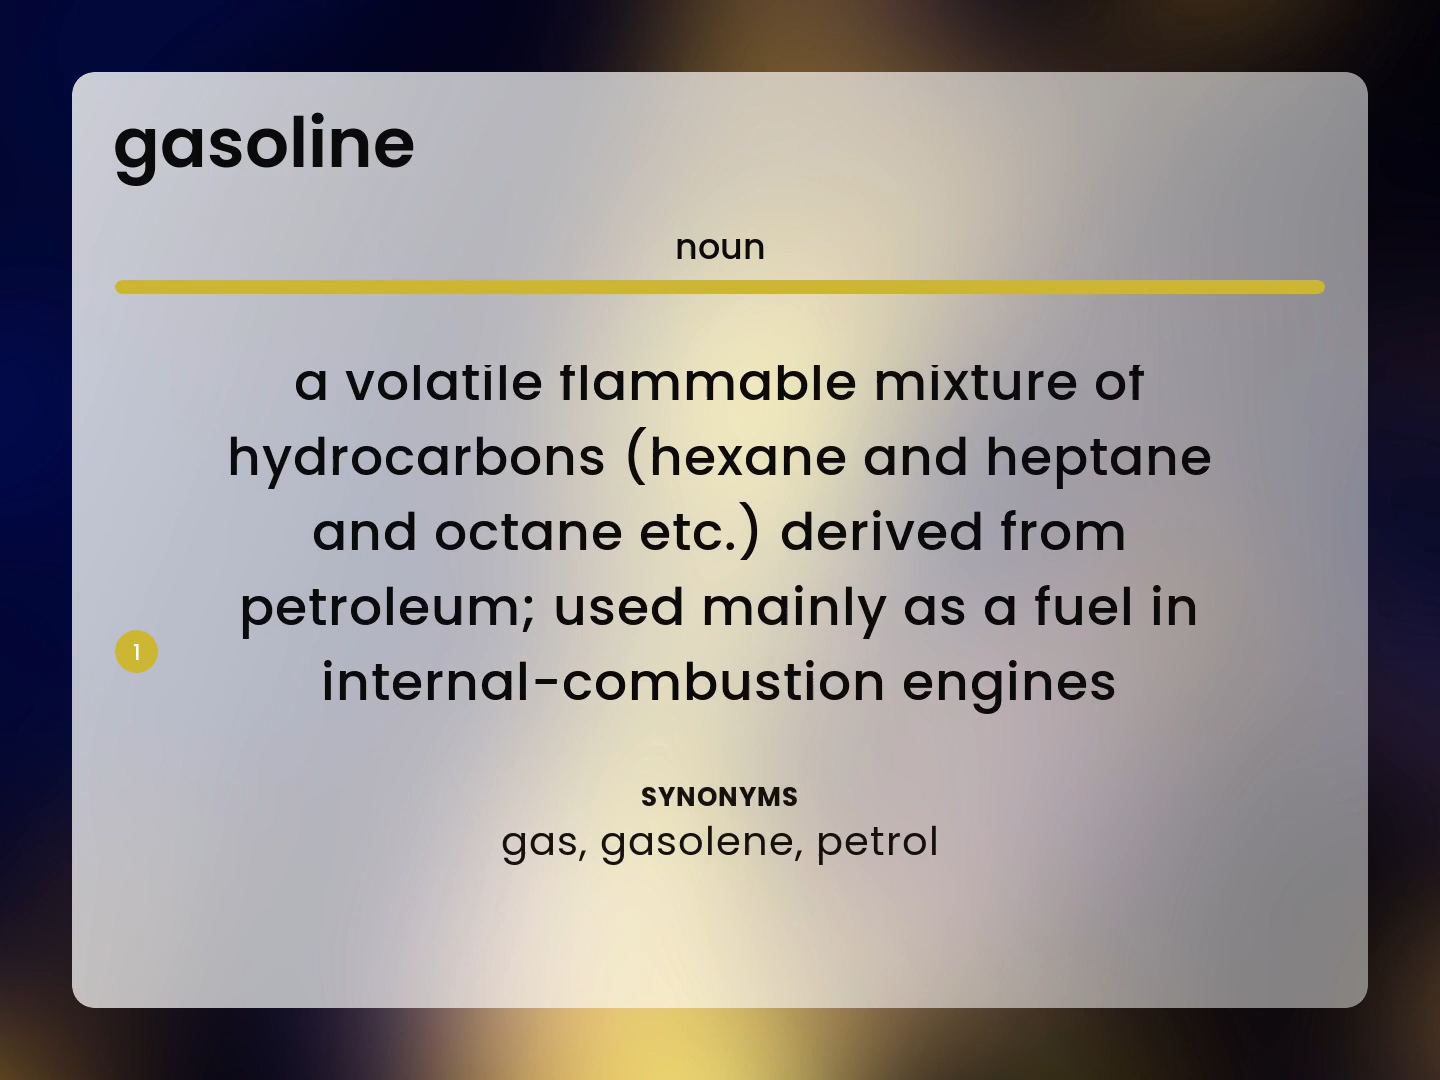 gasoline
noun
a volatile flammable mixture of
hydrocarbons (hexane and heptane
and octane etc.) derived from
petroleum; used mainly as a fuel in
1
internal-combustion engines
SYNONYMS
gas, gasolene, petrol